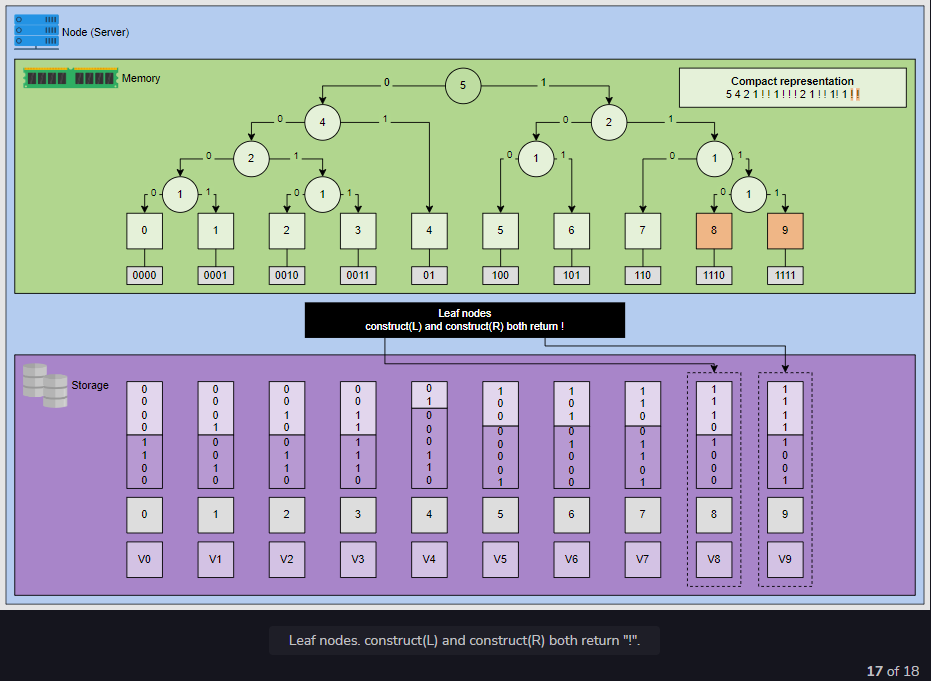 Node (Server)
Memory
Compact representation
5 4 2 1 ! ! 1 ! ! ! 2 1 ! ! 1! 1 ! !
0 5 1
0 4 1 0 2 1
0 2 1 0 1 1 0 1 1
0 1 1 0 1 1 0 1 1
0 1 2 3 4 5 6 7 8 9
0000 0001 0010 0011 01 100 101 110 1110 1111
Leaf nodes
construct(L) and construct(R) both return !
Storage
0 0 0 0 0 1 1 1 1 1
0 0 0 0 1 0 0 1 1 1
0 0 1 1 0 0 1 0 1 1
0 1 0 1 0 0 0 0 0 1
1 0 0 1 0 0 1 1 1 1
1 0 1 1 1 0 0 1 0 0
0 1 1 1 1 0 0 0 0 0
0 0 0 0 0 1 0 1 0 1
0 1 2 3 4 5 6 7 8 9
V0 V1 V2 V3 V4 V5 V6 V7 V8 V9
Leaf nodes. construct(L) and construct(R) both return "!".
17 of 18